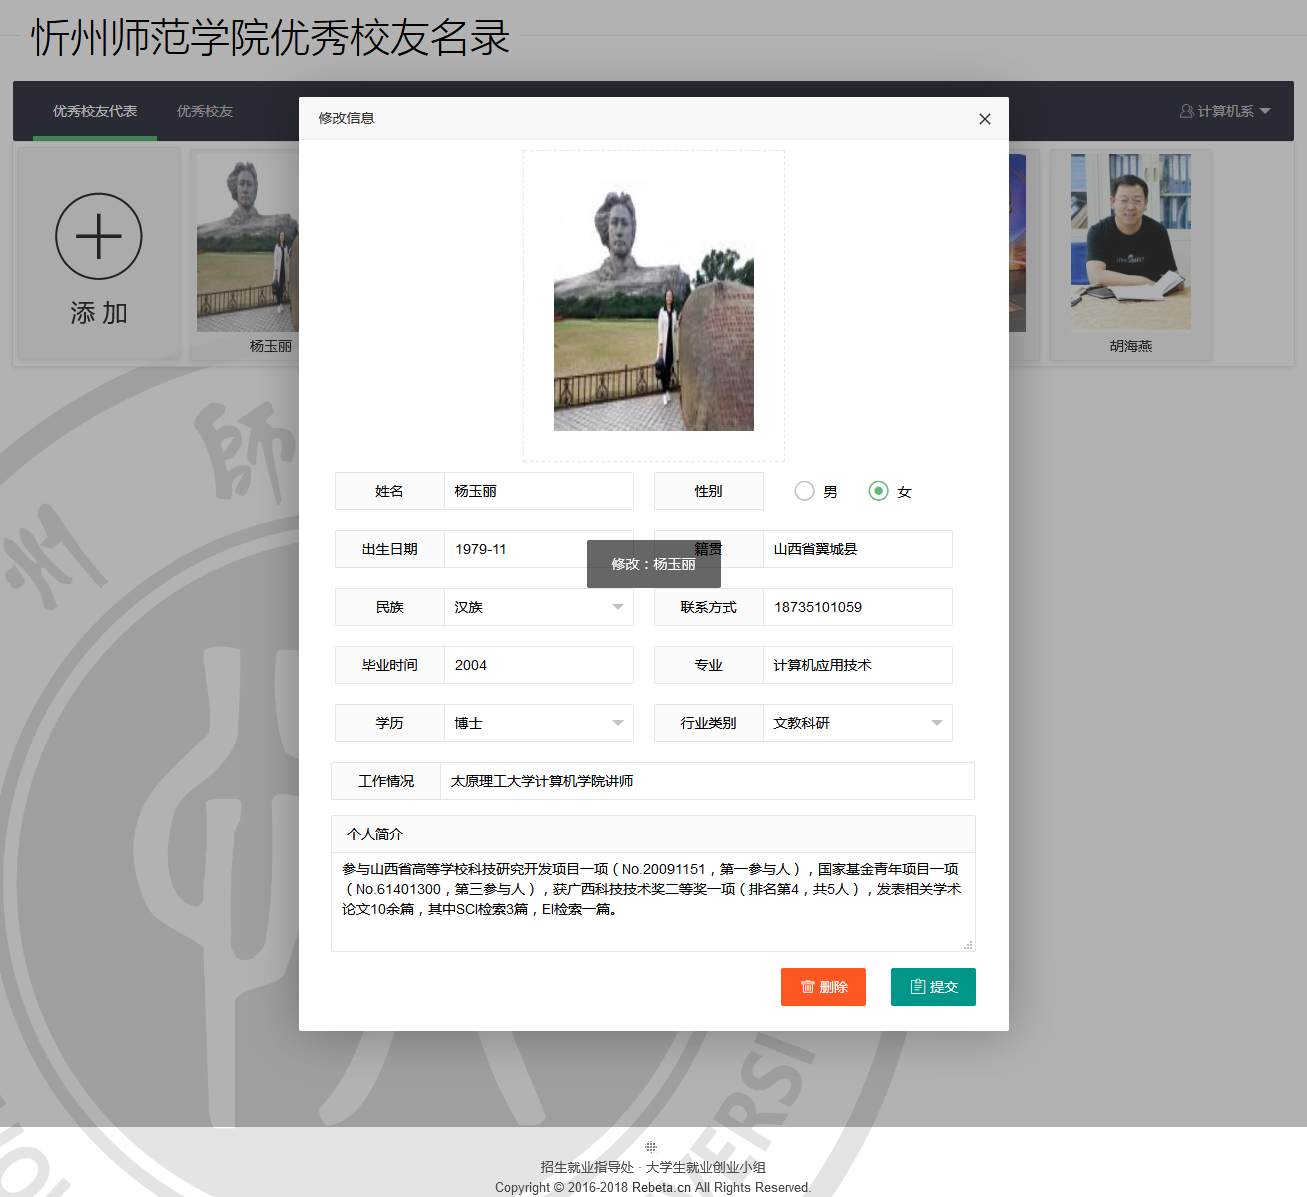 忻州师范学院优秀校友名录
优秀校友代表
优秀校友
计算机系
修改信息
添 加
杨玉丽
胡海燕
姓名
杨玉丽
性别
男
女
出生日期
1979-11
籍贯
山西省翼城县
修改：杨玉丽
民族
汉族
联系方式
18735101059
毕业时间
2004
专业
计算机应用技术
学历
博士
行业类别
文教科研
工作情况
太原理工大学计算机学院讲师
个人简介
参与山西省高等学校科技研究开发项目一项（No.20091151，第一参与人），国家基金青年项目一项
（No.61401300，第三参与人），获广西科技技术奖二等奖一项（排名第4，共5人），发表相关学术
论文10余篇，其中SCI检索3篇，EI检索一篇。
删除
提交
師
州
VERSI
招生就业指导处 · 大学生就业创业小组
Copyright © 2016-2018 Rebeta.cn All Rights Reserved.